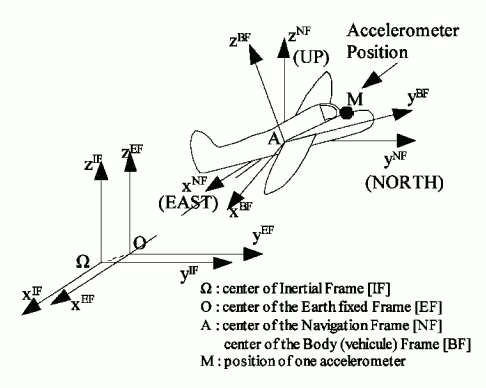 z^BF
z^NF
(UP)
Accelerometer
Position
M
y^BF
A
y^NF
(NORTH)
x^NF
(EAST)
x^BF
z^IF
z^EF
O
Ω
y^EF
y^IF
x^IF
x^EF
Ω : center of Inertial Frame [IF]
O : center of the Earth fixed Frame [EF]
A : center of the Navigation Frame [NF]
center of the Body (vehicule) Frame [BF]
M : position of one accelerometer